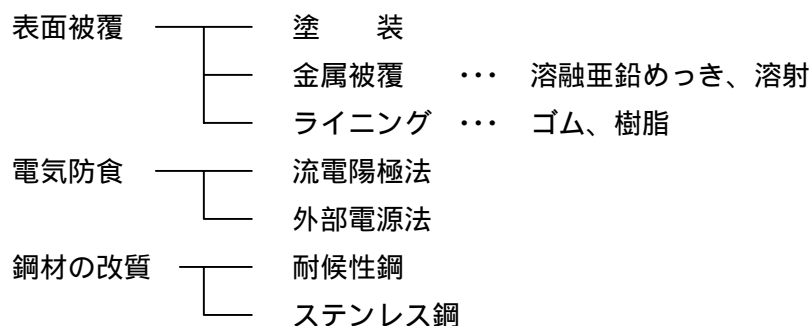 表面被覆 塗　装
金属被覆 ・・・ 溶融亜鉛めっき、溶射
ライニング ・・・ ゴム、樹脂
電気防食 流電陽極法
外部電源法
鋼材の改質 耐候性鋼
ステンレス鋼